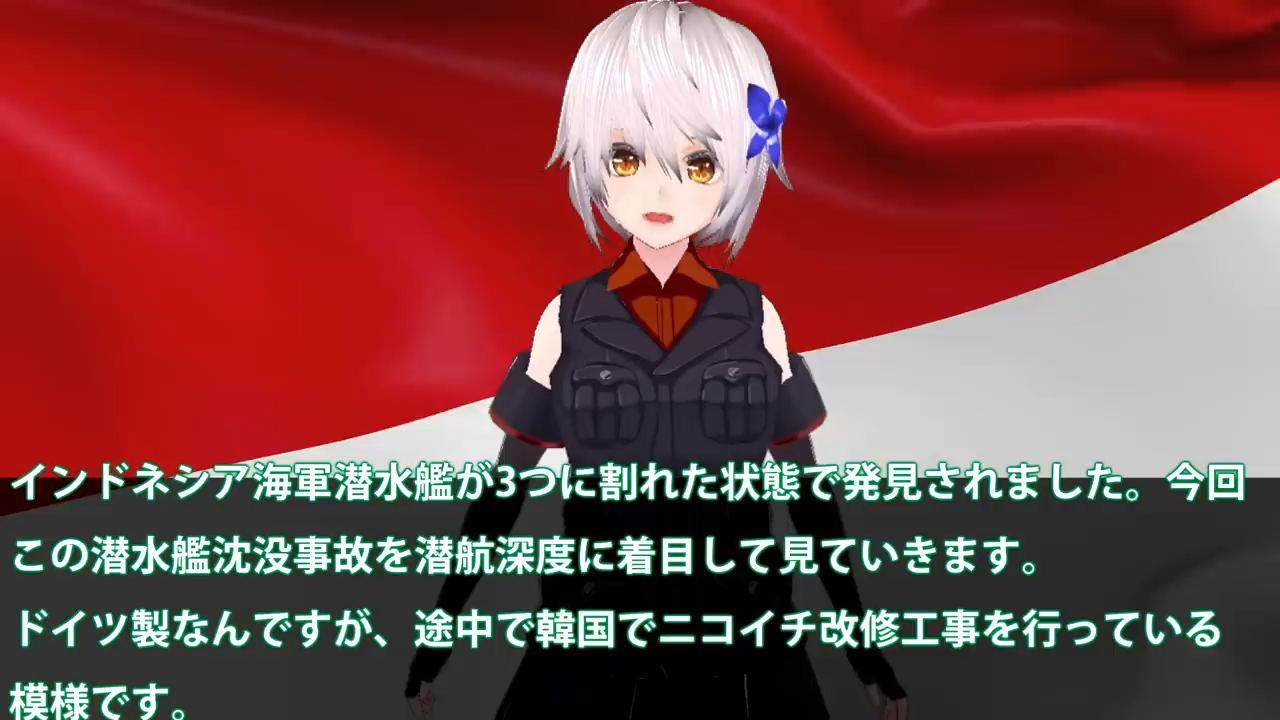 インドネシア海軍潜水艦が3つに割れた状態で発見されました。今回
この潜水艦沈没事故を潜航深度に着目して見ていきます。
ドイツ製なんですが、途中で韓国でニコイチ改修工事を行っている
模様です。